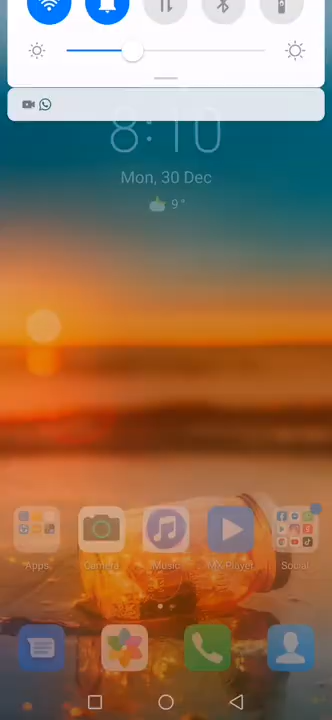 8:10
Mon, 30 Dec
9°
Apps
Camera
Music
MX Player
Social